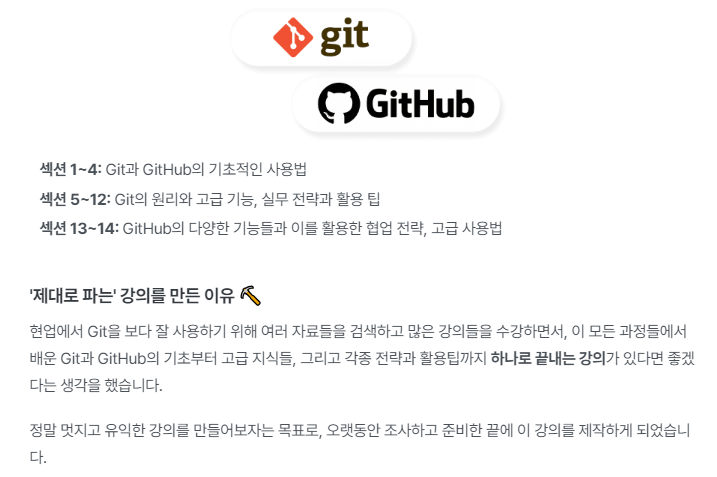 git
GitHub
섹션 1~4: Git과 GitHub의 기초적인 사용법
섹션 5~12: Git의 원리와 고급 기능, 실무 전략과 활용 팁
섹션 13~14: GitHub의 다양한 기능들과 이를 활용한 협업 전략, 고급 사용법
'제대로 파는' 강의를 만든 이유
현업에서 Git을 보다 잘 사용하기 위해 여러 자료들을 검색하고 많은 강의들을 수강하면서, 이 모든 과정들에서
배운 Git과 GitHub의 기초부터 고급 지식들, 그리고 각종 전략과 활용팁까지 하나로 끝내는 강의가 있다면 좋겠
다는 생각을 했습니다.
정말 멋지고 유익한 강의를 만들어보자는 목표로, 오랫동안 조사하고 준비한 끝에 이 강의를 제작하게 되었습니
다.